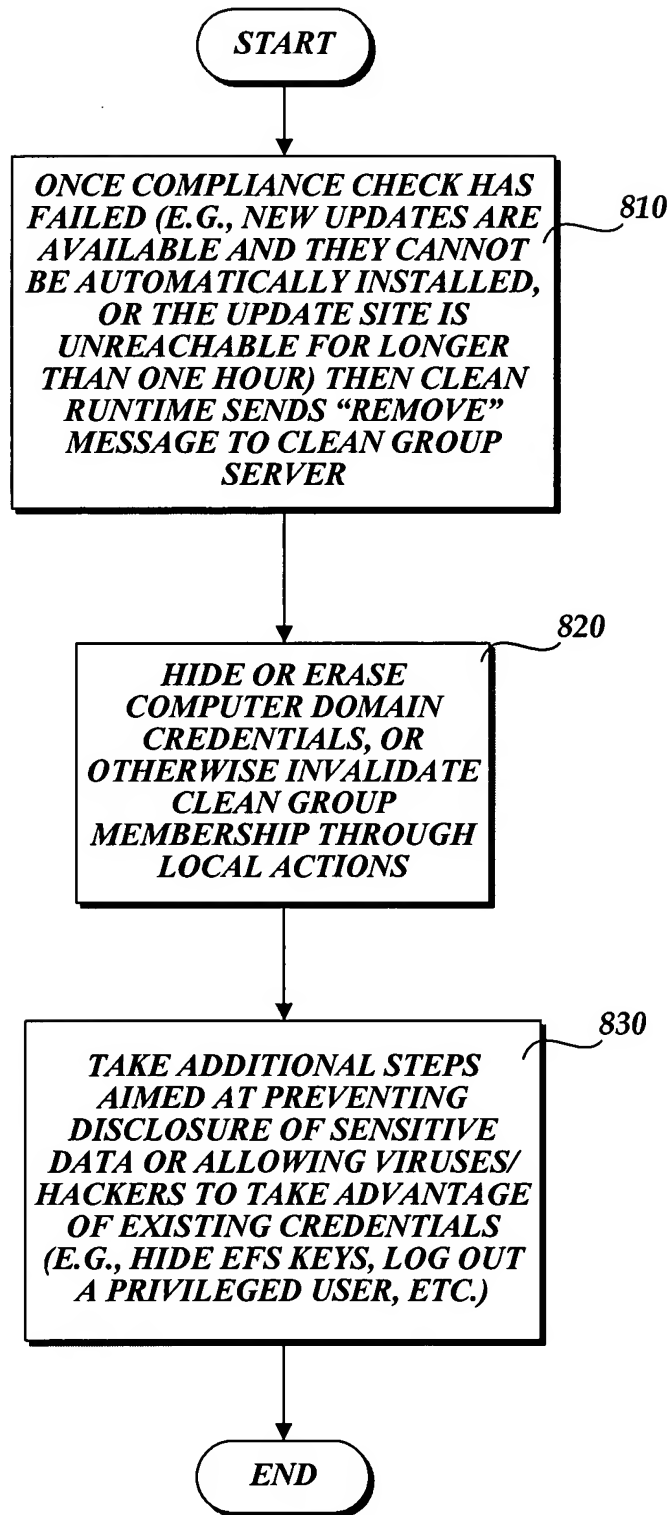 START
ONCE COMPLIANCE CHECK HAS
FAILED (E.G., NEW UPDATES ARE
AVAILABLE AND THEY CANNOT
BE AUTOMATICALLY INSTALLED,
OR THE UPDATE SITE IS
UNREACHABLE FOR LONGER
THAN ONE HOUR) THEN CLEAN
RUNTIME SENDS “REMOVE”
MESSAGE TO CLEAN GROUP
SERVER
810
HIDE OR ERASE
COMPUTER DOMAIN
CREDENTIALS, OR
OTHERWISE INVALIDATE
CLEAN GROUP
MEMBERSHIP THROUGH
LOCAL ACTIONS
820
TAKE ADDITIONAL STEPS
AIMED AT PREVENTING
DISCLOSURE OF SENSITIVE
DATA OR ALLOWING VIRUSES/
HACKERS TO TAKE ADVANTAGE
OF EXISTING CREDENTIALS
(E.G., HIDE EFS KEYS, LOG OUT
A PRIVILEGED USER, ETC.)
830
END